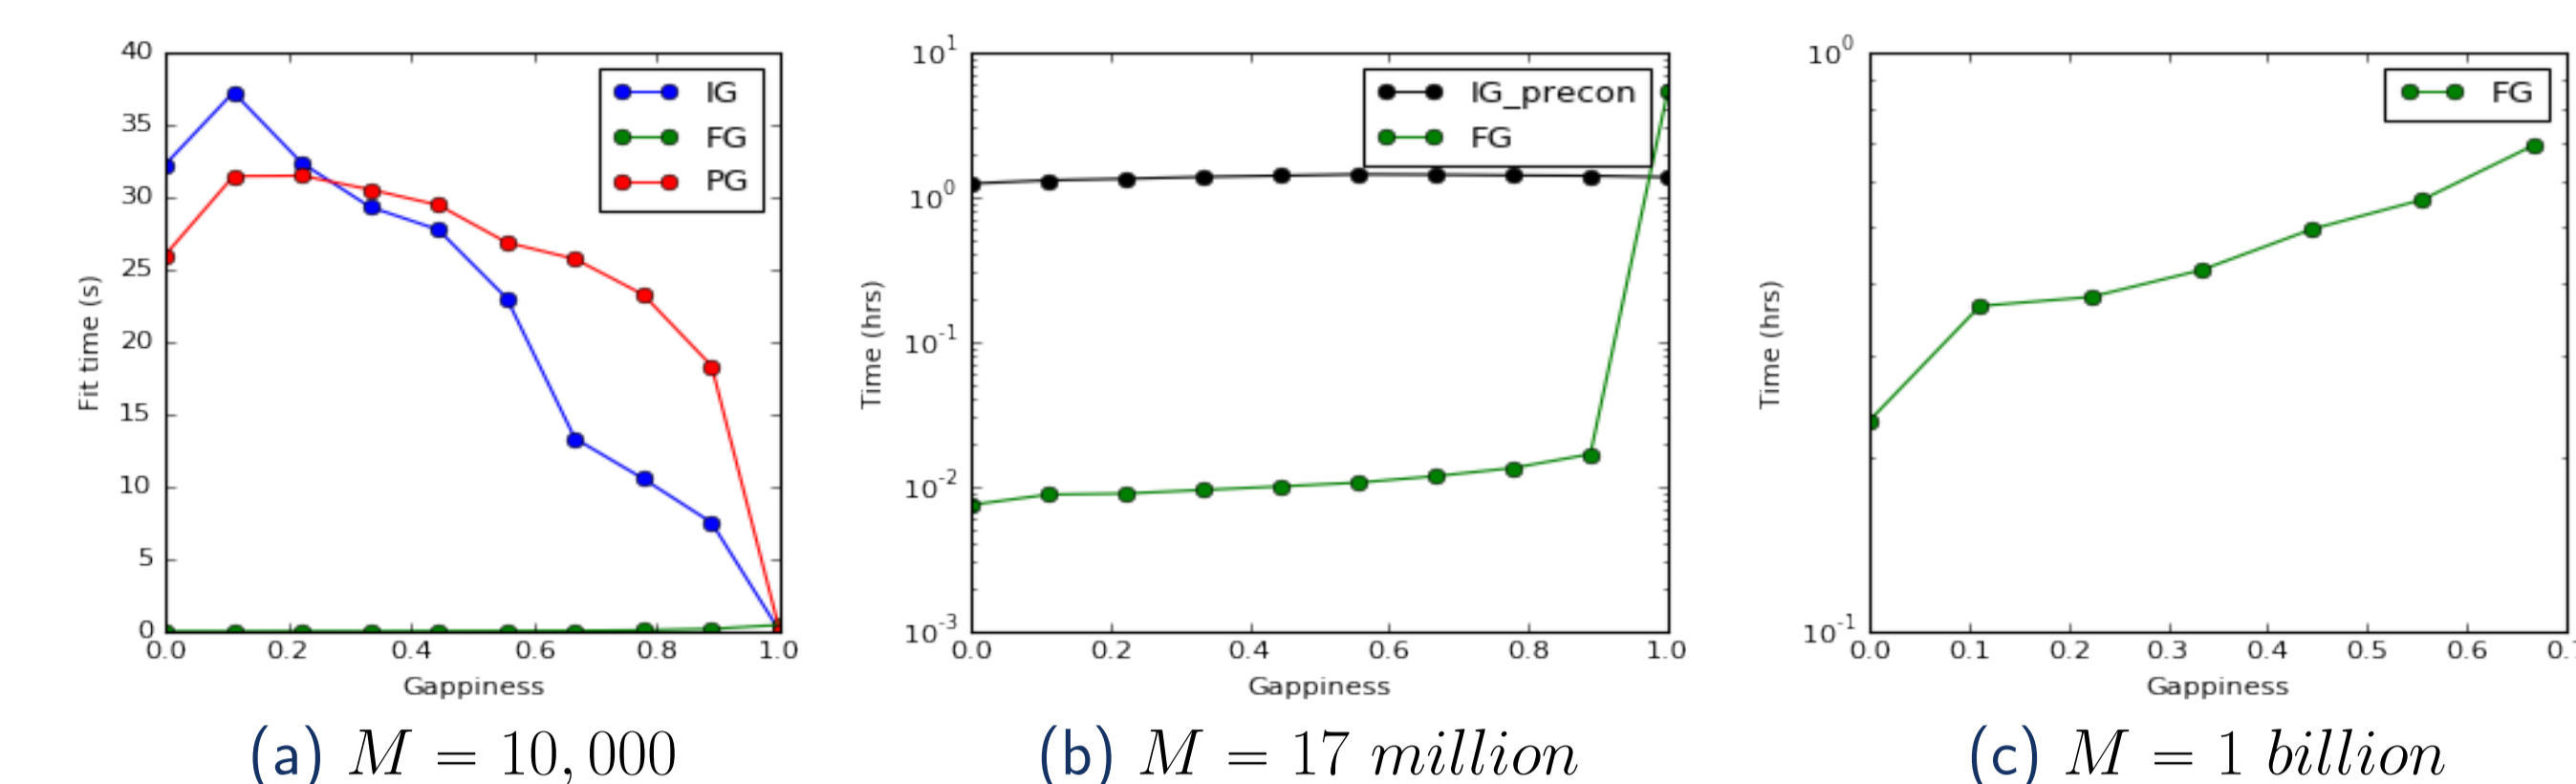 40
35
30
25
20
15
10
5
0
Fit time (s)
IG
FG
PG
0.0 0.2 0.4 0.6 0.8 1.0
Gappiness
(a) M = 10, 000
10^1
10^0
10^-1
10^-2
10^-3
Time (hrs)
IG_precon
FG
0.0 0.2 0.4 0.6 0.8 1.0
Gappiness
(b) M = 17 million
10^0
10^-1
Time (hrs)
FG
0.0 0.1 0.2 0.3 0.4 0.5 0.6 0.
Gappiness
(c) M = 1 billion